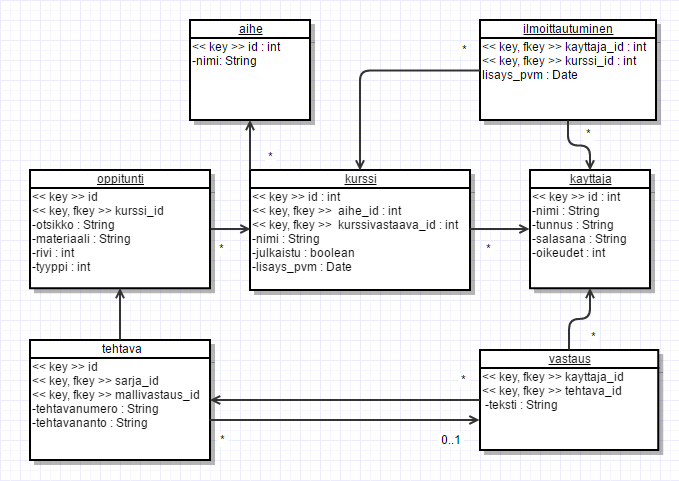 aihe
<< key >> id : int
-nimi: String
ilmoittautuminen
<< key, fkey >> kayttaja_id : int
<< key, fkey >> kurssi_id : int
lisays_pvm : Date
*
*
*
oppitunti
<< key >> id
<< key, fkey >> kurssi_id
-otsikko : String
-materiaali : String
-rivi : int
-tyyppi : int
*
kurssi
<< key >> id : int
<< key, fkey >> aihe_id : int
<< key, fkey >> kurssivastaava_id : int
-nimi : String
-julkaistu : boolean
-lisays_pvm : Date
*
kayttaja
<< key >> id : int
-nimi : String
-tunnus : String
-salasana : String
-oikeudet : int
*
tehtava
<< key >> id
<< key, fkey >> sarja_id
<< key, fkey >> mallivastaus_id
-tehtavanumero : String
-tehtavananto : String
*
*
0..1
vastaus
<< key, fkey >> kayttaja_id
<< key, fkey >> tehtava_id
-teksti : String